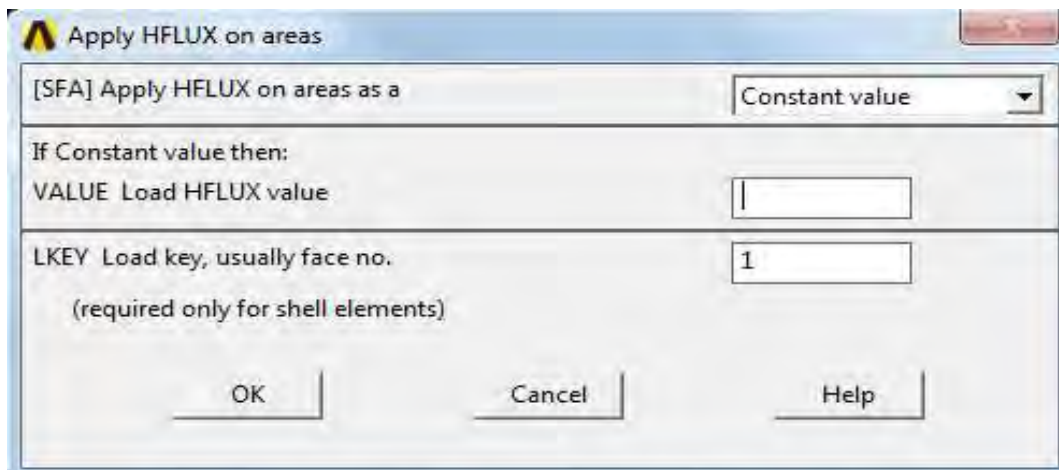 Apply HFLUX on areas
[SFA] Apply HFLUX on areas as a
Constant value
If Constant value then:
VALUE Load HFLUX value
LKEY Load key, usually face no.
1
(required only for shell elements)
OK
Cancel
Help